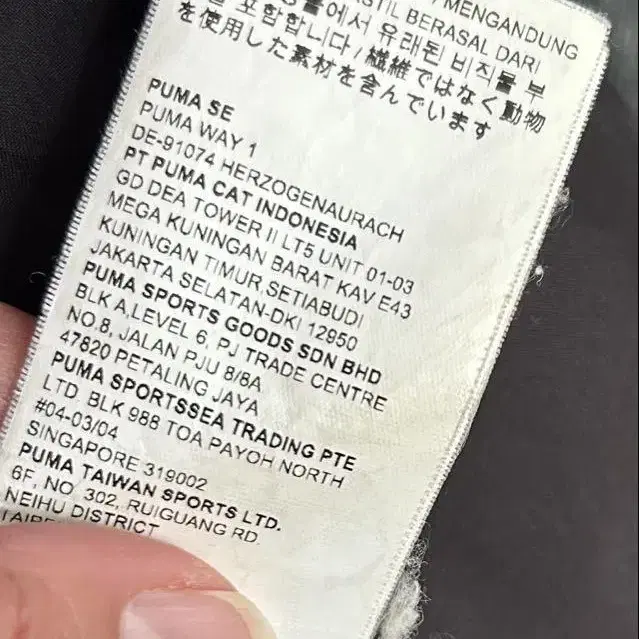 MENGANDUNG
TIL BERASAL DARI
에서 유래된 비직물 부
포함합니다 / 繊維ではなく動物
を使用した素材を含んでいます
PUMA SE
PUMA WAY 1
DE-91074 HERZOGENAURACH
PT PUMA CAT INDONESIA
GD DEA TOWER II LT5 UNIT 01-03
MEGA KUNINGAN BARAT KAV E43
KUNINGAN TIMUR,SETIABUDI
JAKARTA SELATAN-DKI 12950
PUMA SPORTS GOODS SDN BHD
BLK A,LEVEL 6, PJ TRADE CENTRE
NO.8, JALAN PJU 8/8A
47820 PETALING JAYA
PUMA SPORTSSEA TRADING PTE
LTD BLK 988 TOA PAYOH NORTH
#04-03/04
SINGAPORE 319002
PUMA TAIWAN SPORTS LTD.
6F, NO. 302, RUIGUANG RD.
NEIHU DISTRICT